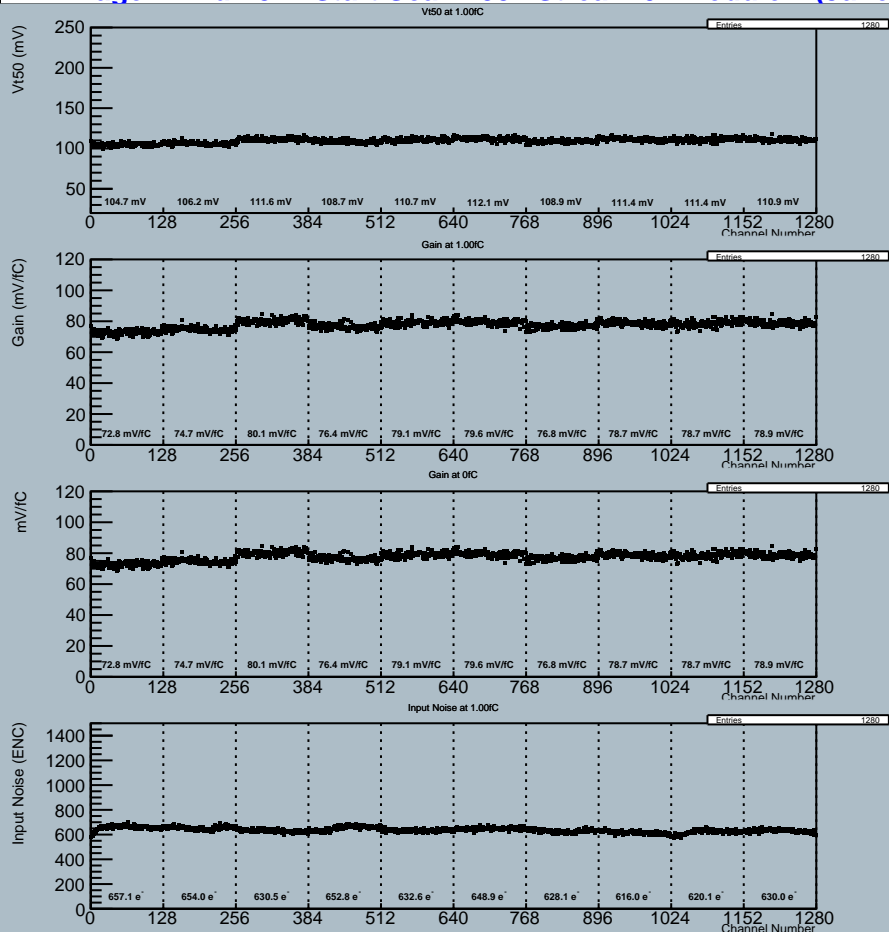 Vt50 at 1.00fC
Entries 1280
Vt50 (mV)
250
200
150
100
50
104.7 mV 106.2 mV 111.6 mV 108.7 mV 110.7 mV 112.1 mV 108.9 mV 111.4 mV 111.4 mV 110.9 mV
0 128 256 384 512 640 768 896 1024 1152 1280
Channel Number
Gain at 1.00fC
Entries 1280
Gain (mV/fC)
120
100
80
60
40
20
0
72.8 mV/fC 74.7 mV/fC 80.1 mV/fC 76.4 mV/fC 79.1 mV/fC 79.6 mV/fC 76.8 mV/fC 78.7 mV/fC 78.7 mV/fC 78.9 mV/fC
0 128 256 384 512 640 768 896 1024 1152 1280
Channel Number
Gain at 0fC
Entries 1280
mV/fC
120
100
80
60
40
20
0
72.8 mV/fC 74.7 mV/fC 80.1 mV/fC 76.4 mV/fC 79.1 mV/fC 79.6 mV/fC 76.8 mV/fC 78.7 mV/fC 78.7 mV/fC 78.9 mV/fC
0 128 256 384 512 640 768 896 1024 1152 1280
Channel Number
Input Noise at 1.00fC
Entries 1280
Input Noise (ENC)
1400
1200
1000
800
600
400
200
0
657.1 e⁻ 654.0 e⁻ 630.5 e⁻ 652.8 e⁻ 632.6 e⁻ 648.9 e⁻ 628.1 e⁻ 616.0 e⁻ 620.1 e⁻ 630.0 e⁻
0 128 256 384 512 640 768 896 1024 1152 1280
Channel Number